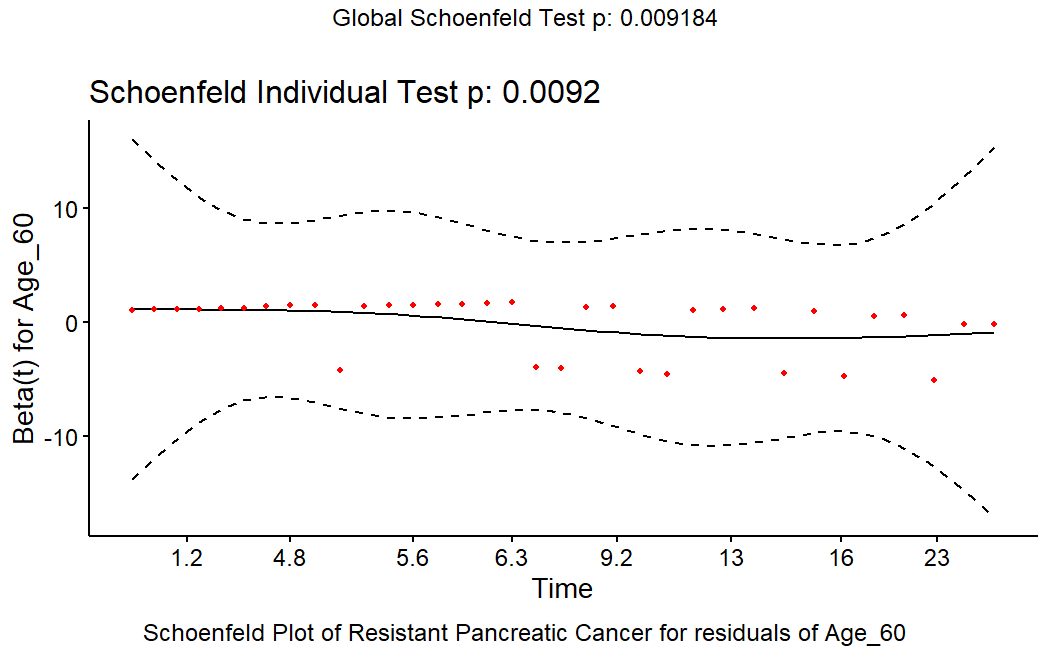 Global Schoenfeld Test p: 0.009184
Schoenfeld Individual Test p: 0.0092
Beta(t) for Age_60
10
0
-10
1.2 4.8 5.6 6.3 9.2 13 16 23
Time
Schoenfeld Plot of Resistant Pancreatic Cancer for residuals of Age_60